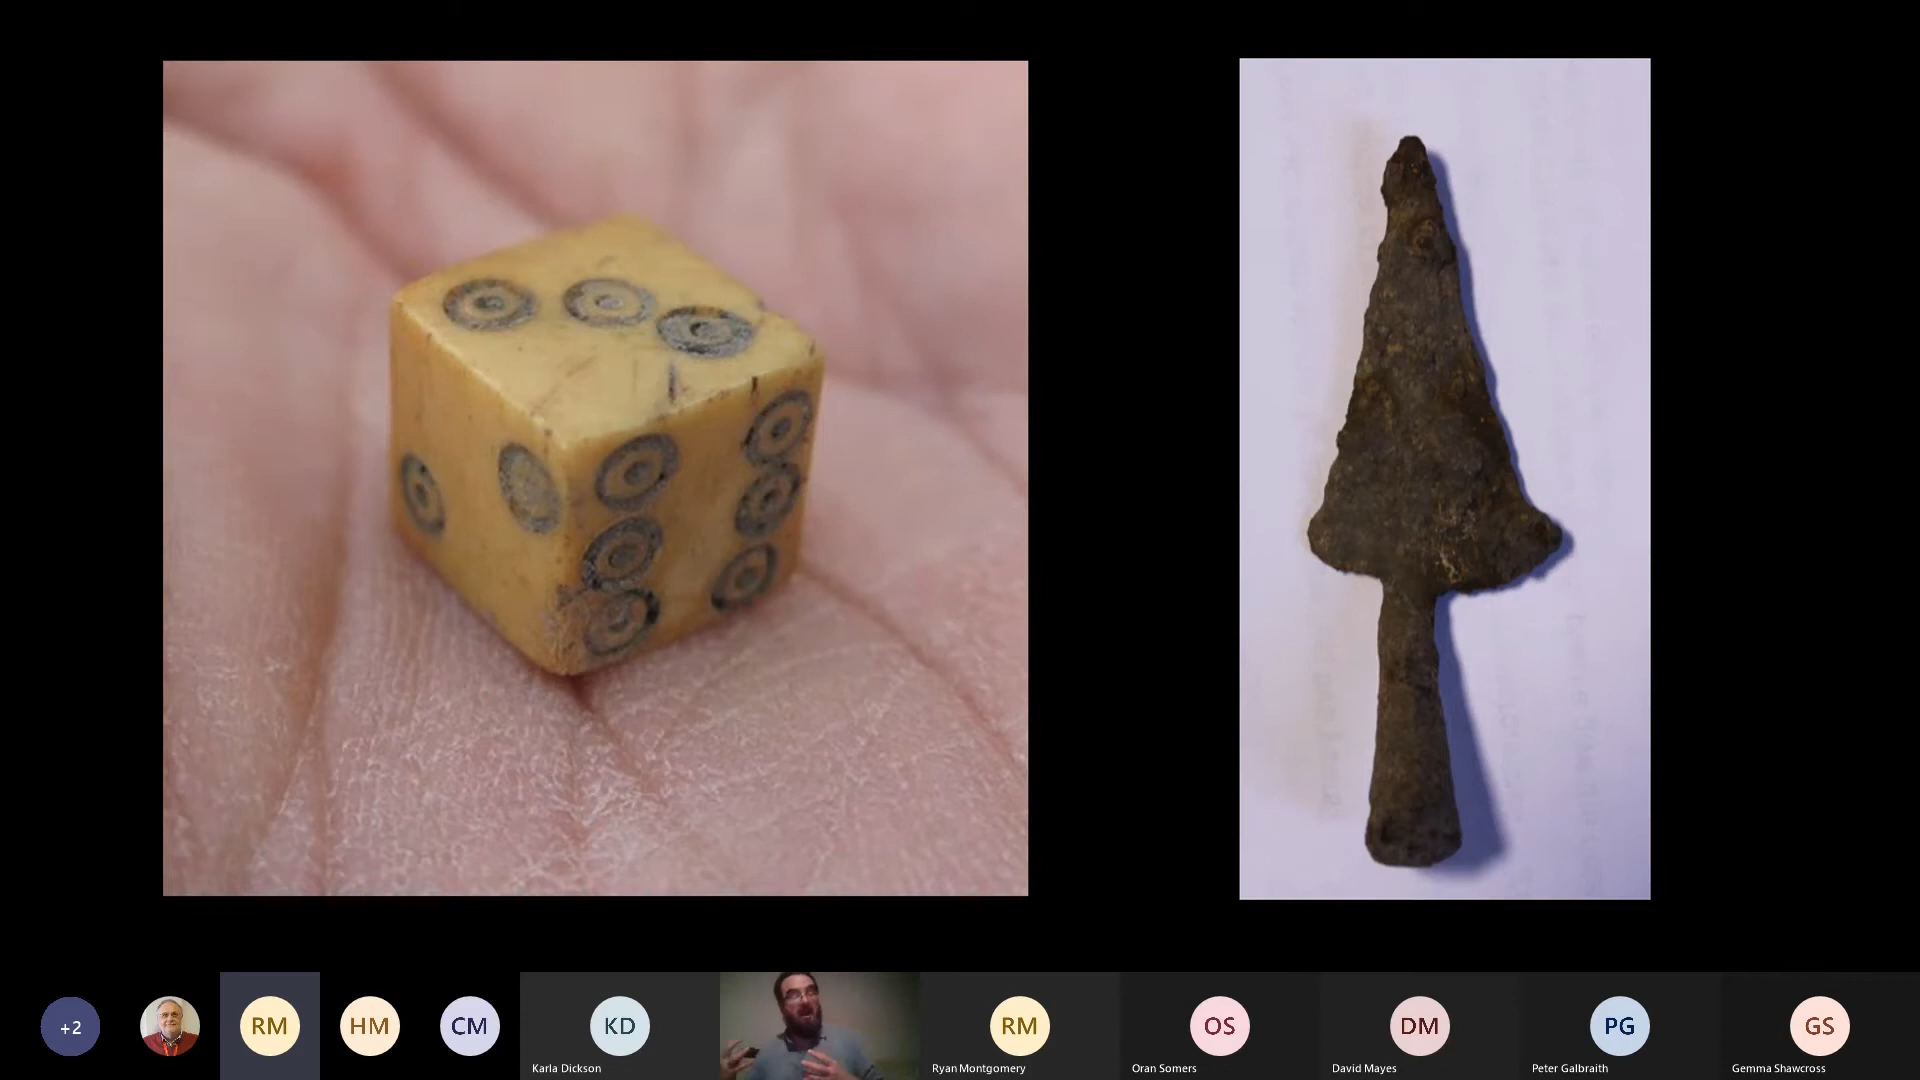 +2
RM
HM
CM
KD
Karla Dickson
RM
Ryan Montgomery
OS
Oran Somers
DM
David Mayes
PG
Peter Galbraith
GS
Gemma Shawcross